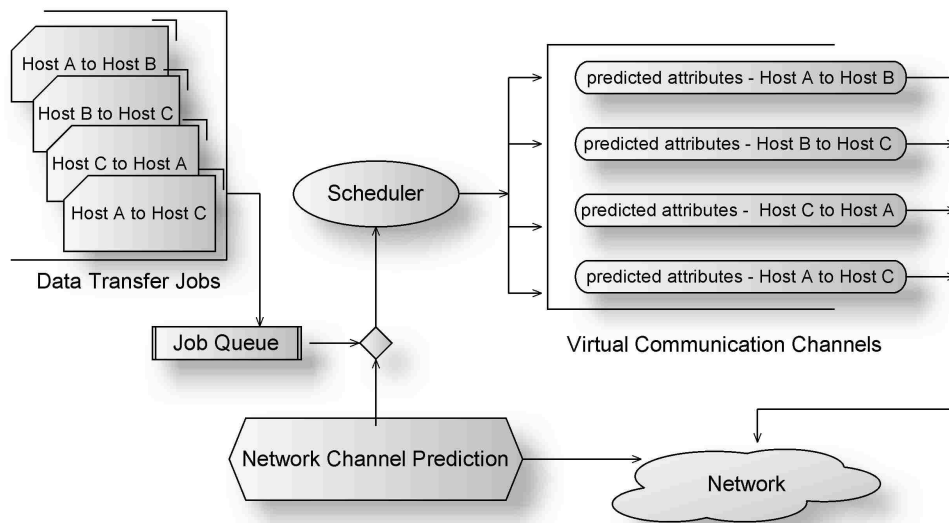 Host A to Host B
Host B to Host C
Host C to Host A
Host A to Host C
Data Transfer Jobs
Job Queue
Scheduler
Network Channel Prediction
predicted attributes - Host A to Host B
predicted attributes - Host B to Host C
predicted attributes - Host C to Host A
predicted attributes - Host A to Host C
Virtual Communication Channels
Network